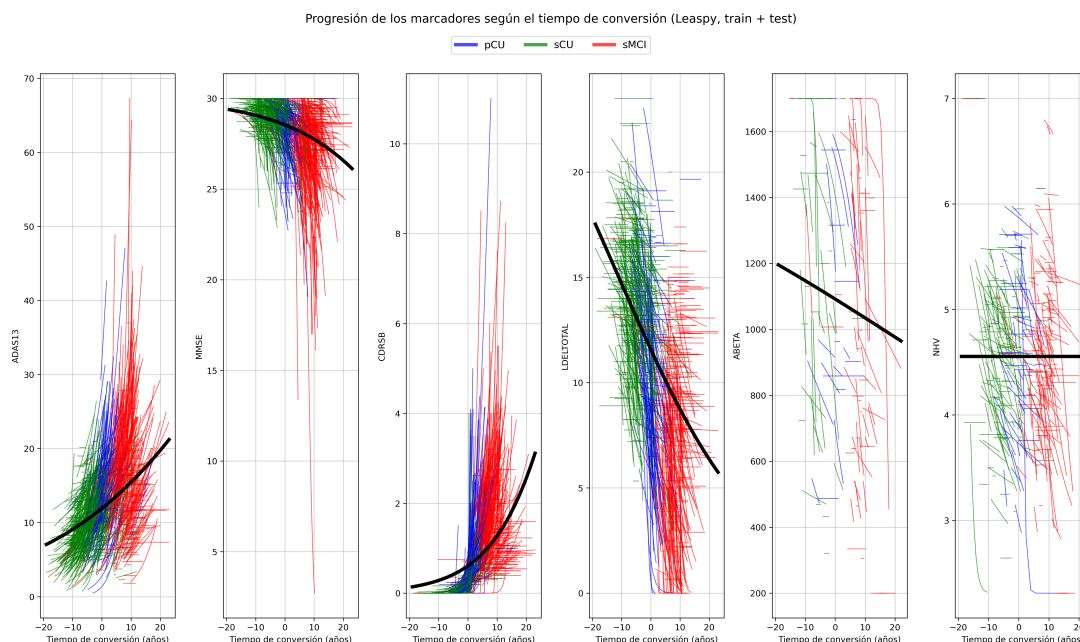 Progresión de los marcadores según el tiempo de conversión (Leaspy, train + test)
pCU sCU sMCI
ADAS13
70
60
50
40
30
20
10
0
−20 −10 0 10 20
Tiempo de conversión (años)
MMSE
30
25
20
15
10
5
−20 −10 0 10 20
Tiempo de conversión (años)
CDRSB
10
8
6
4
2
0
−20 −10 0 10 20
Tiempo de conversión (años)
LDELTOTAL
20
15
10
5
0
−20 −10 0 10 20
Tiempo de conversión (años)
ABETA
1600
1400
1200
1000
800
600
400
200
−20 −10 0 10 20
Tiempo de conversión (años)
NHV
7
6
5
4
3
−20 −10 0 10 20
Tiempo de conversión (años)